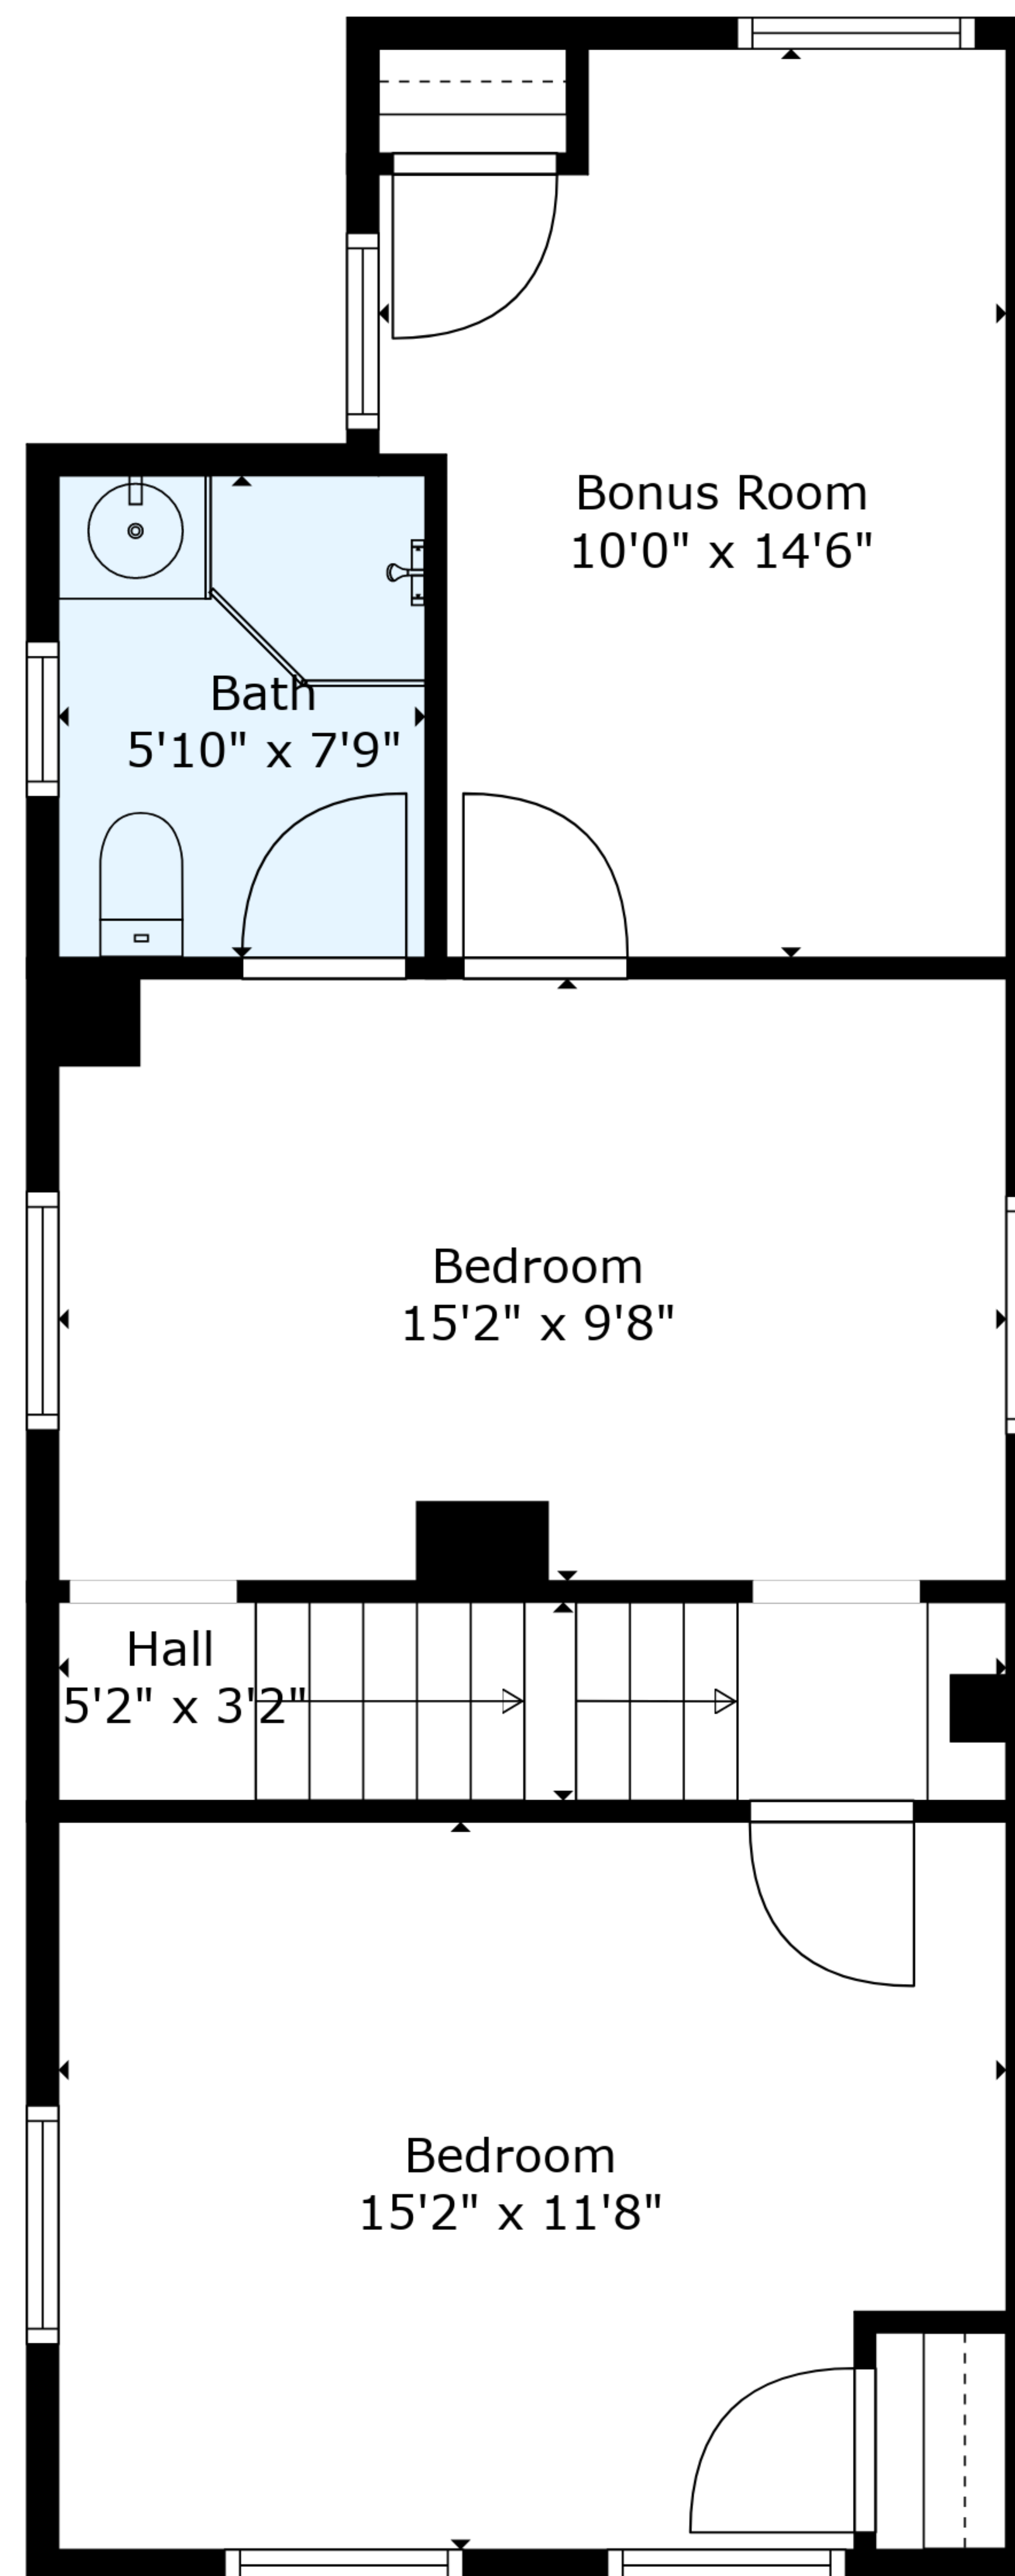 Bonus Room
10'0" x 14'6"
Bath
5'10" x 7'9"
Bedroom
15'2" x 9'8"
Hall
5'2" x 3'2"
Bedroom
15'2" x 11'8"